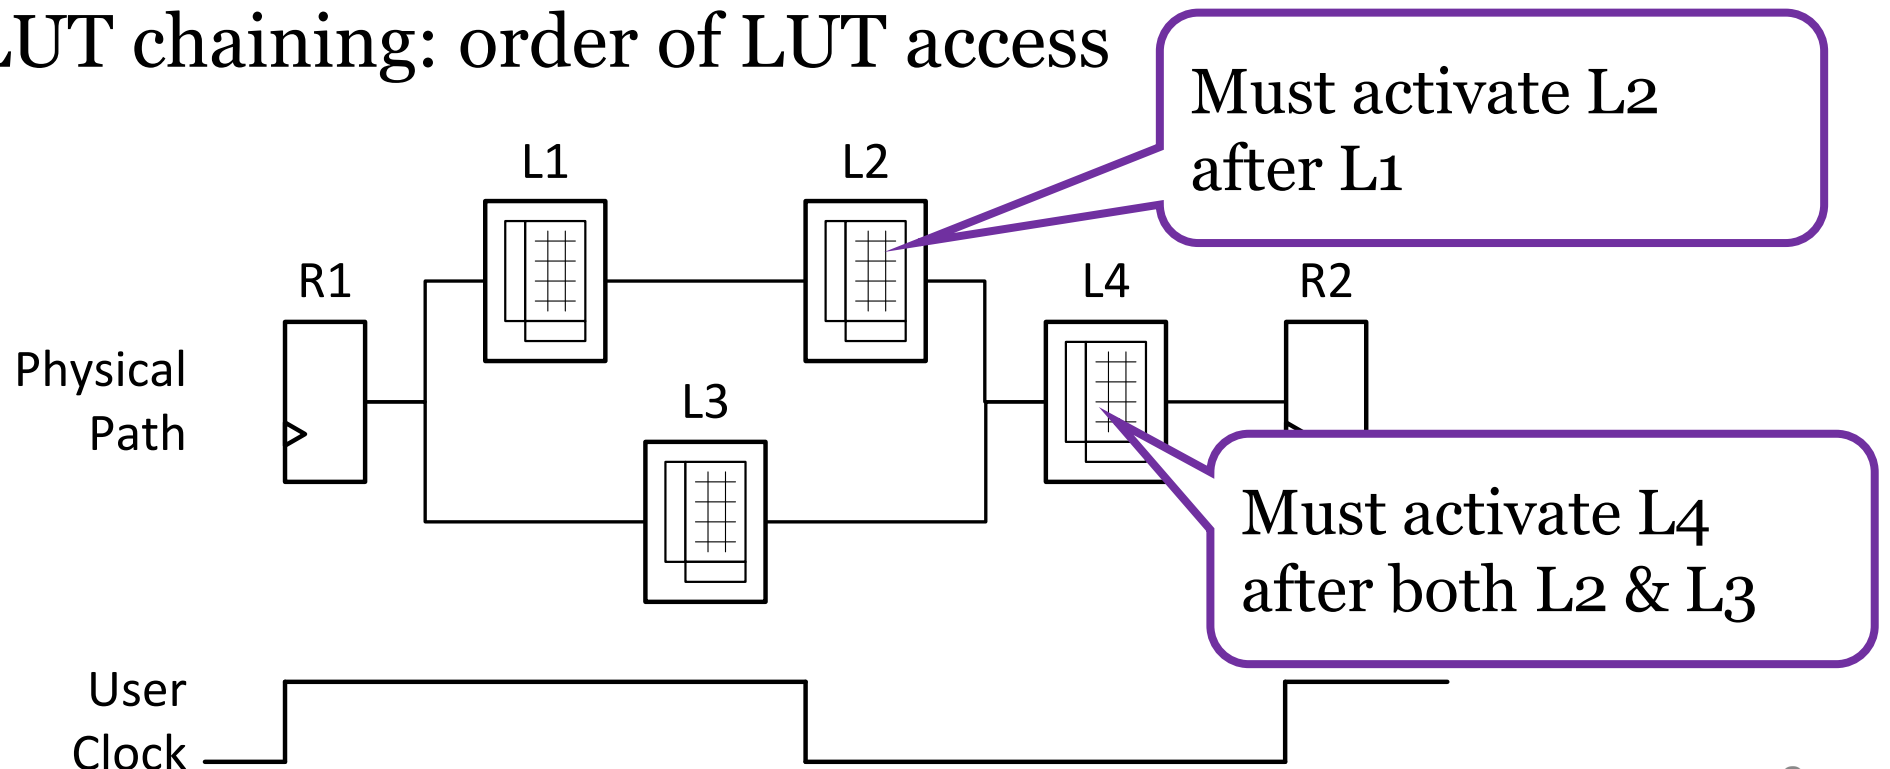 LUT chaining: order of LUT access
Must activate L2
after L1
L1
L2
R1
L4
R2
Physical
Path
L3
Must activate L4
after both L2 & L3
User
Clock